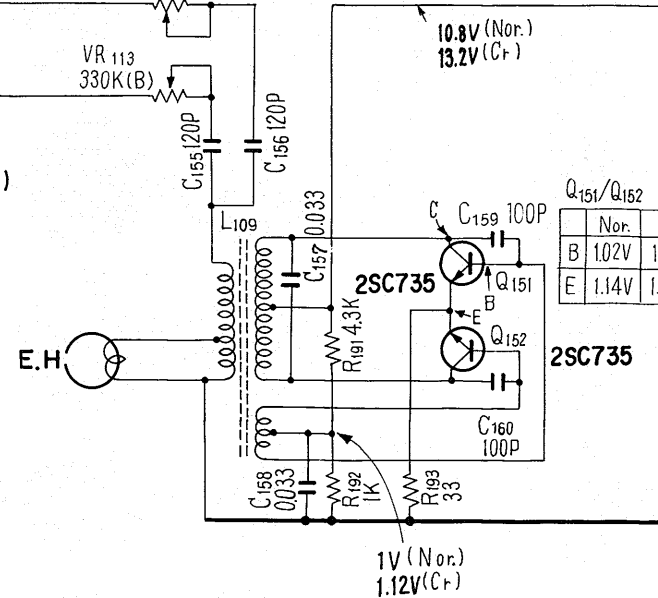 10.8V (Nor.)
13.2V (Cr)
VR 113
330K(B)
C155 120P
C156 120P
)
L109
0.033
C157
C
C159 100P
Q151/Q152
Nor.
B 1.02V 1
E 1.14V 1.
2SC735
Q151
B
E
Q152
2SC735
R191 4.3K
E.H
C160
100P
C158
0.033
R192
1K
R193
33
1V (Nor.)
1.12V(Cr)